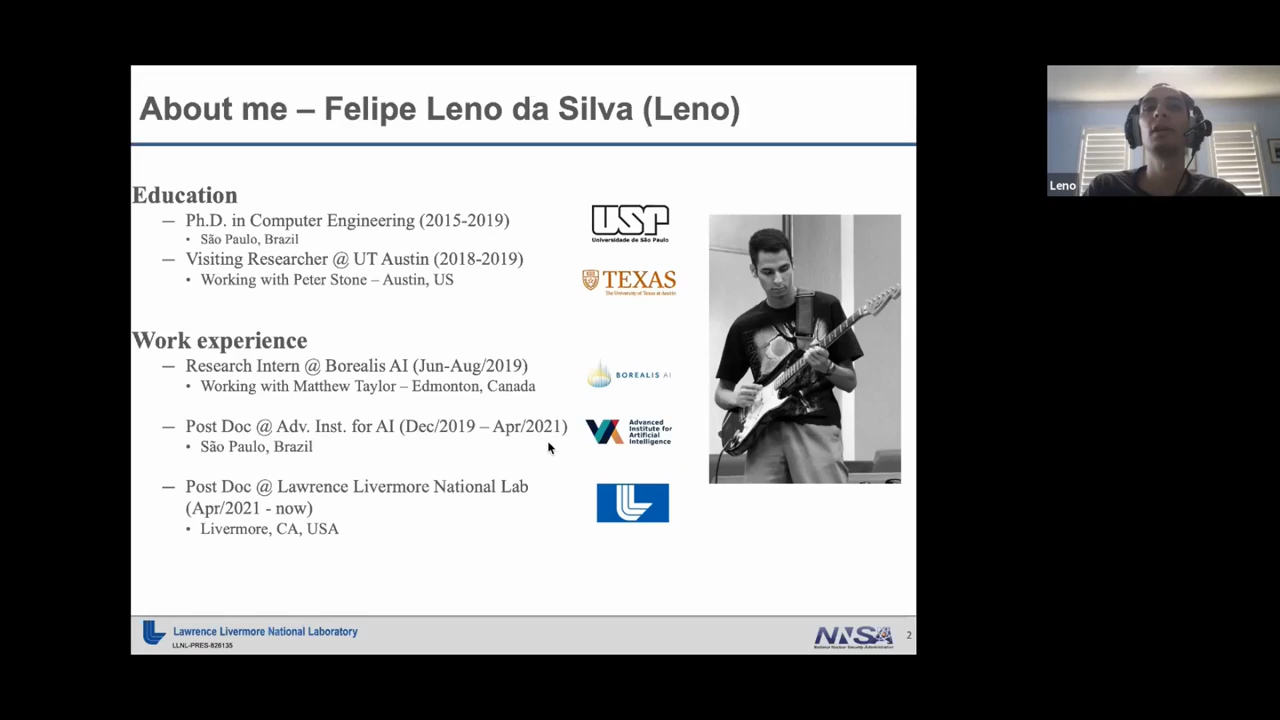 About me – Felipe Leno da Silva (Leno)
Leno
Education
— Ph.D. in Computer Engineering (2015-2019)
• São Paulo, Brazil
USP
Universidade de São Paulo
— Visiting Researcher @ UT Austin (2018-2019)
• Working with Peter Stone – Austin, US
TEXAS
The University of Texas at Austin
Work experience
— Research Intern @ Borealis AI (Jun-Aug/2019)
• Working with Matthew Taylor – Edmonton, Canada
BOREALIS AI
— Post Doc @ Adv. Inst. for AI (Dec/2019 – Apr/2021)
• São Paulo, Brazil
Advanced
Institute for
Artificial
Intelligence
— Post Doc @ Lawrence Livermore National Lab
(Apr/2021 - now)
• Livermore, CA, USA
Lawrence Livermore National Laboratory
LLNL-PRES-826135
NNSA
National Nuclear Security Administration
2